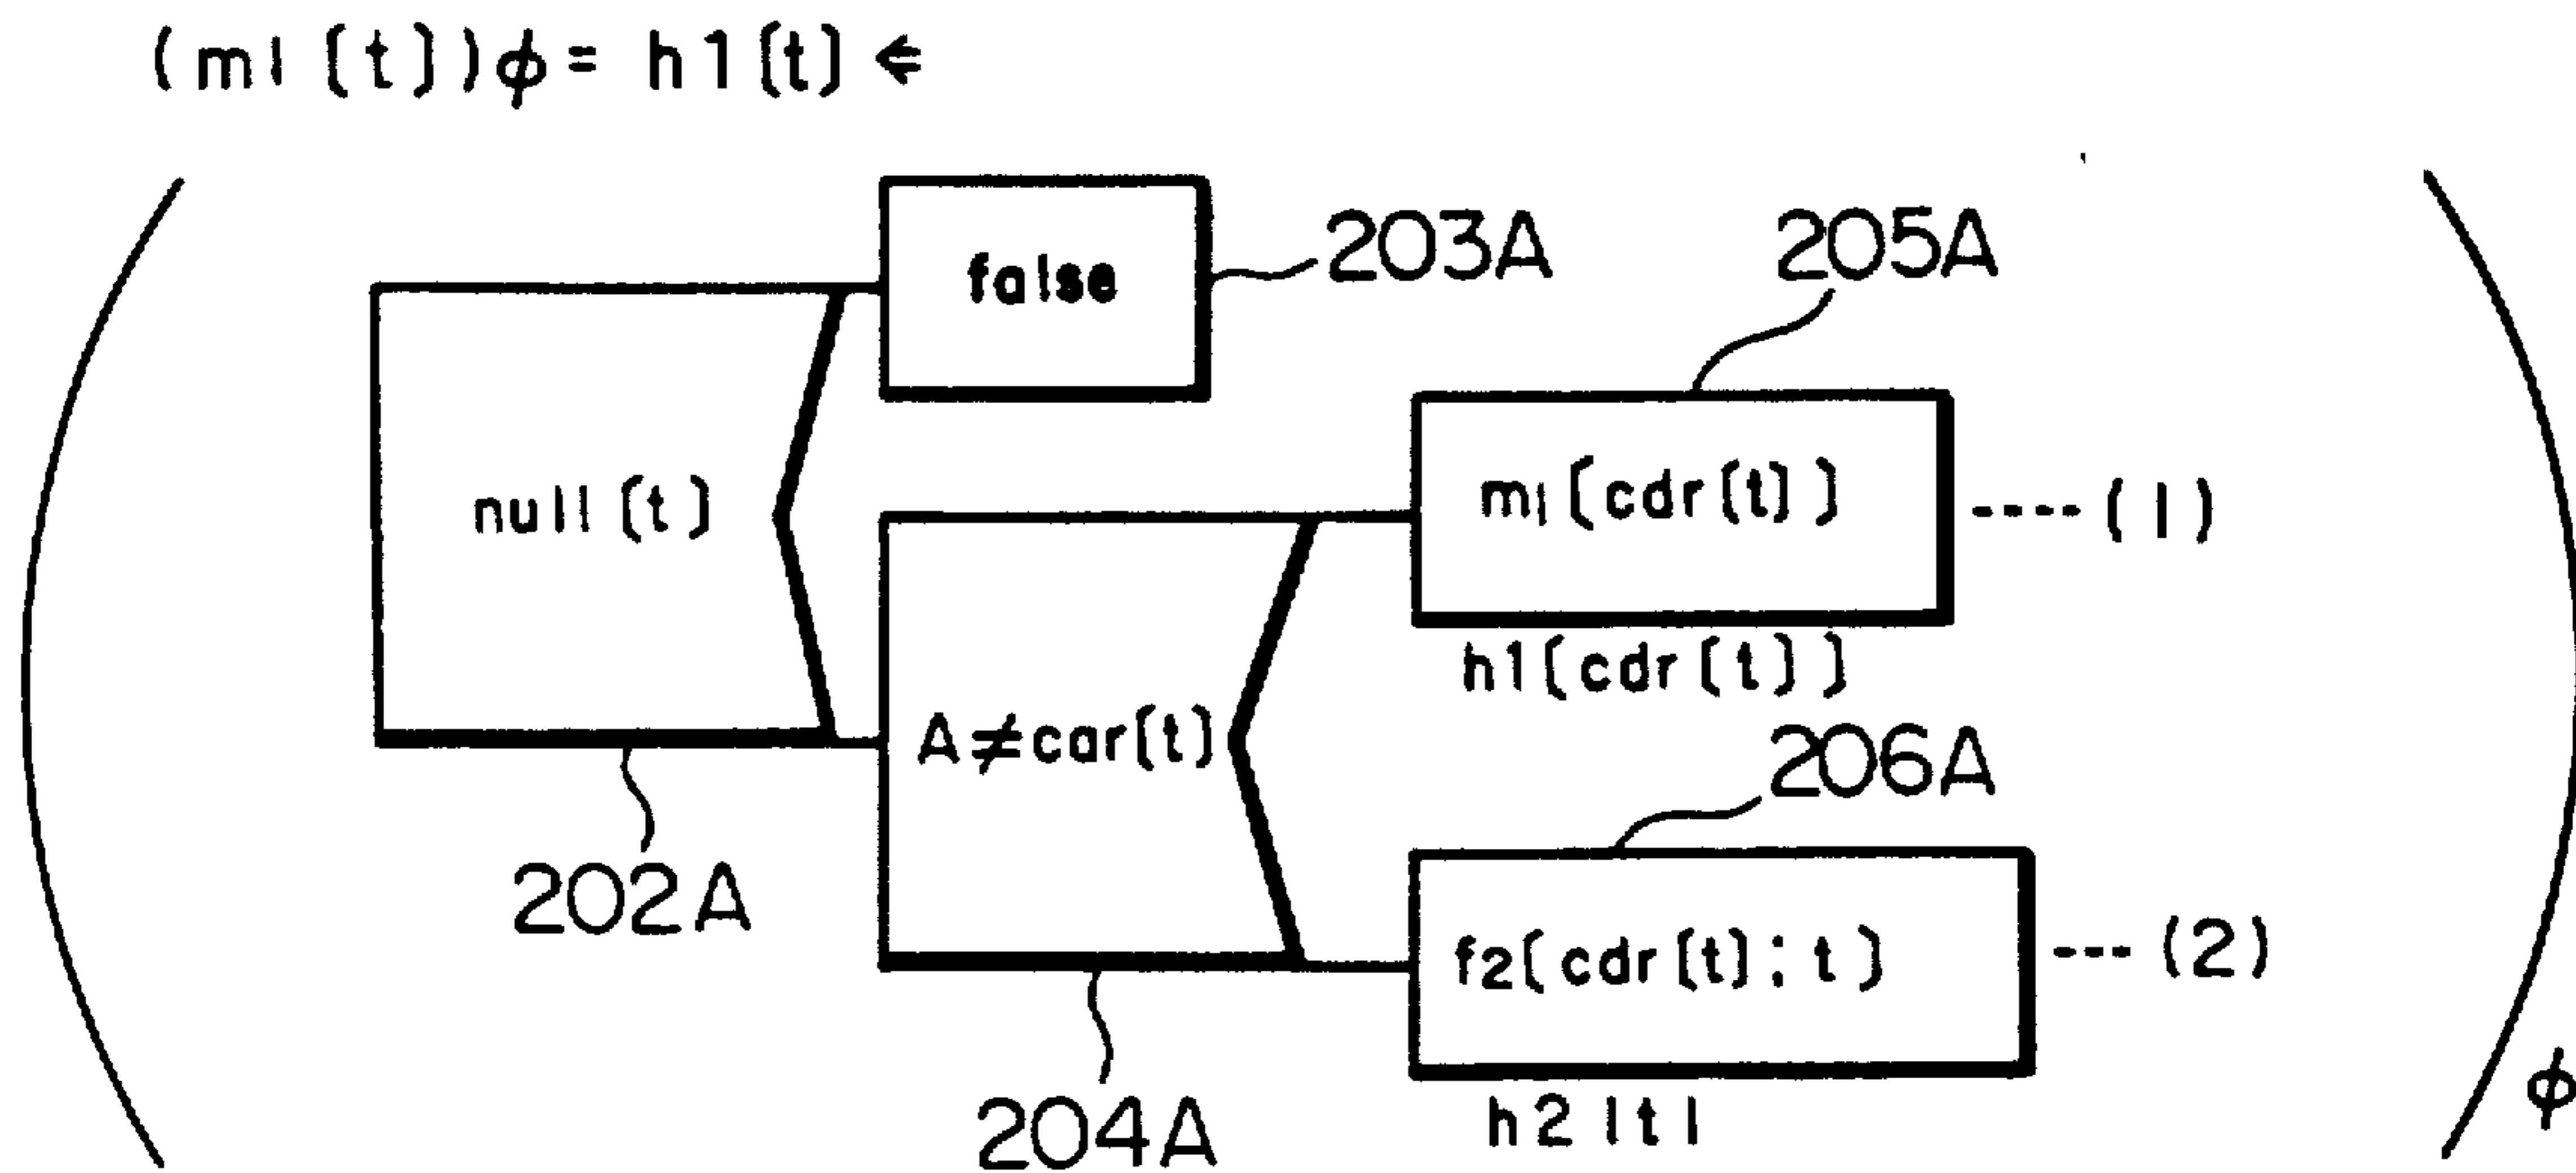 (m1[t])ϕ = h1[t] ←
false
203A
205A
null[t]
m1[cdr[t]]
----(1)
h1[cdr[t]]
A≠car[t]
206A
202A
f2[cdr[t]:t]
---(2)
204A
h2|t|
ϕ